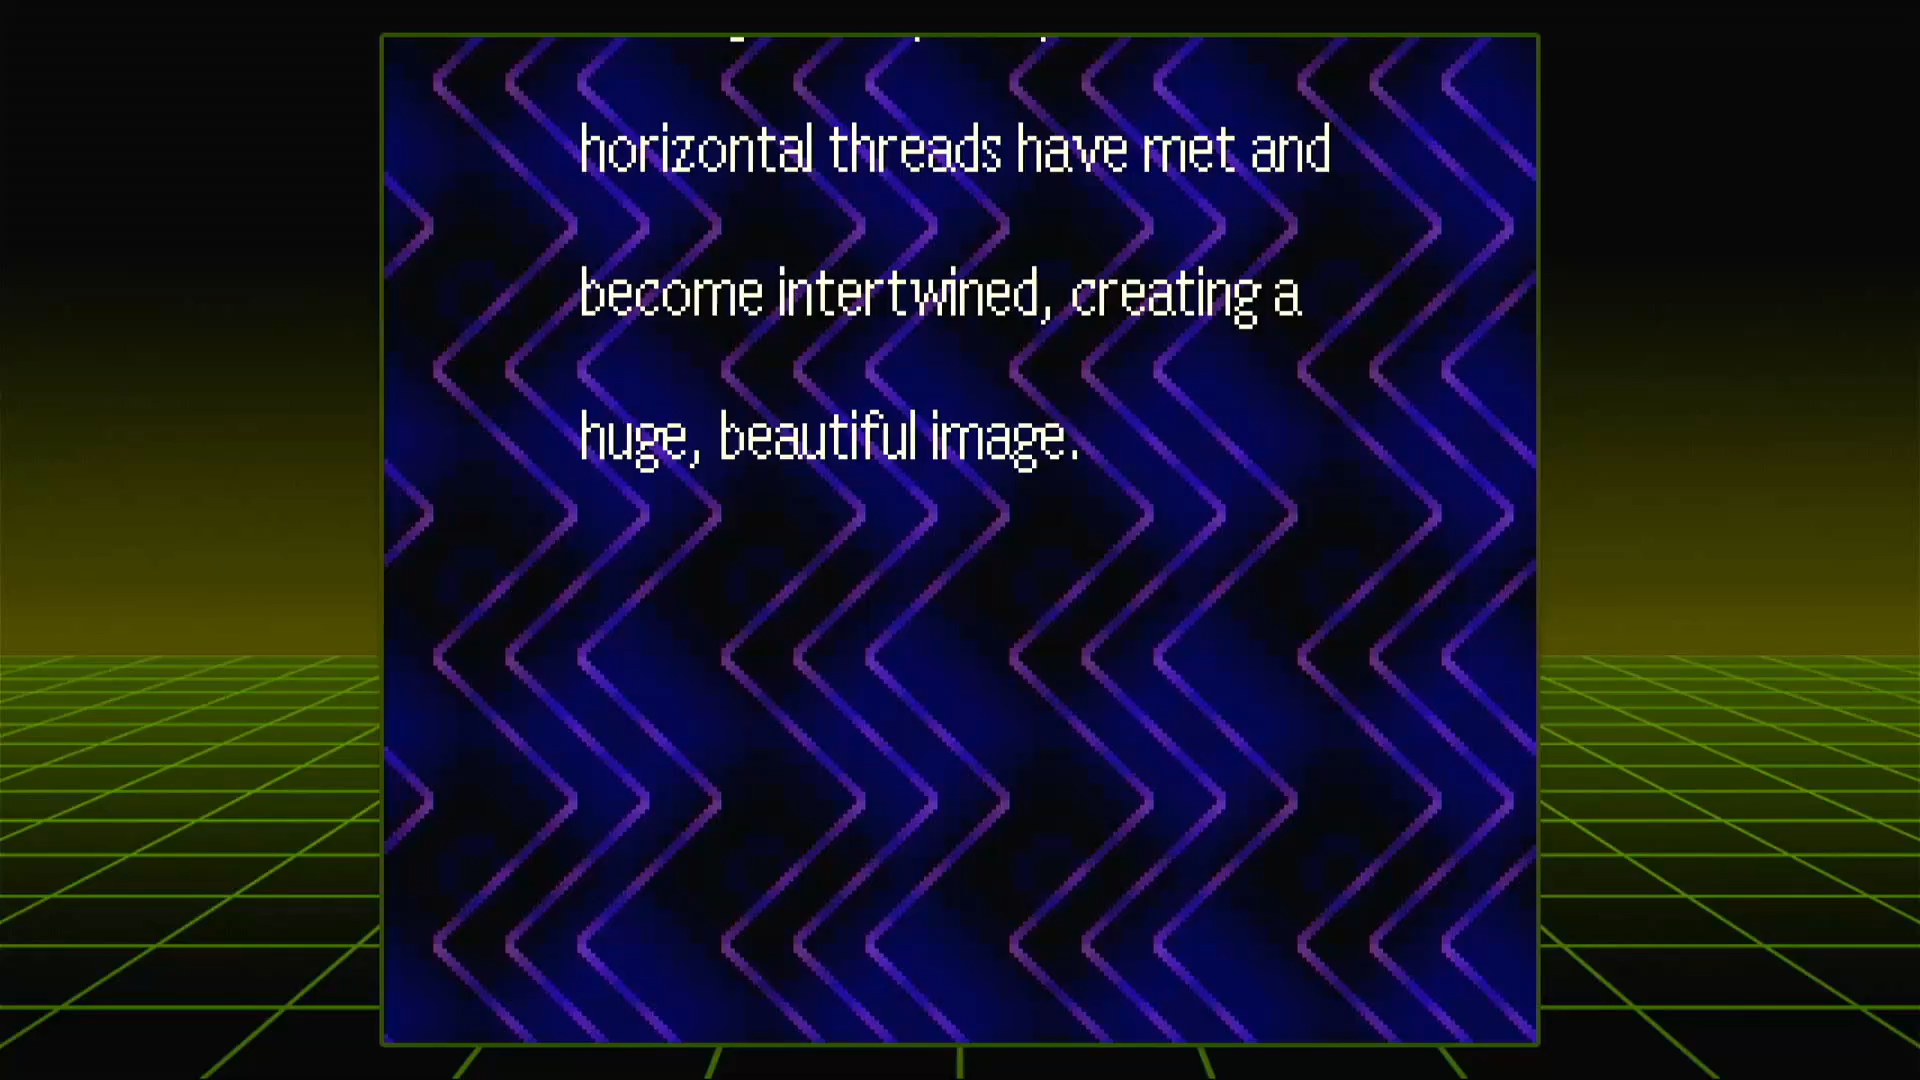 horizontal threads have met and
become intertwined, creating a
huge, beautiful image.